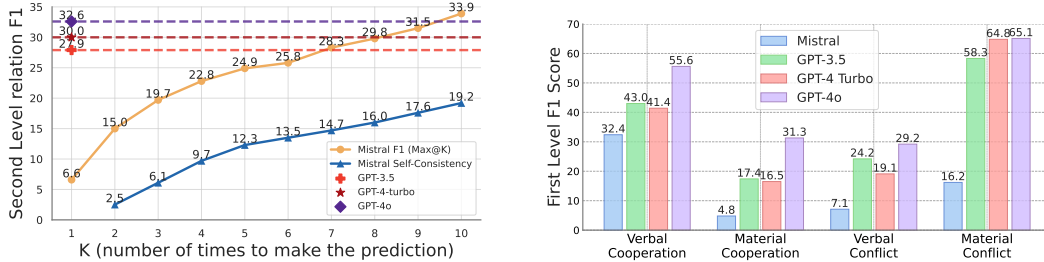 Second Level relation F1
35
30
25
20
15
10
5
0
32.6
30.0
27.9
6.6
15.0
19.7
22.8
24.9
25.8
28.3
29.8
31.5
33.9
2.5
6.1
9.7
12.3
13.5
14.7
16.0
17.6
19.2
Mistral F1 (Max@K)
Mistral Self-Consistency
GPT-3.5
GPT-4-turbo
GPT-4o
1 2 3 4 5 6 7 8 9 10
K (number of times to make the prediction)
First Level F1 Score
70
60
50
40
30
20
10
0
Mistral
GPT-3.5
GPT-4 Turbo
GPT-4o
32.4 43.0 41.4 55.6
4.8 17.4 16.5 31.3
7.1 24.2 19.1 29.2
16.2 58.3 64.8 65.1
Verbal
Cooperation
Material
Cooperation
Verbal
Conflict
Material
Conflict